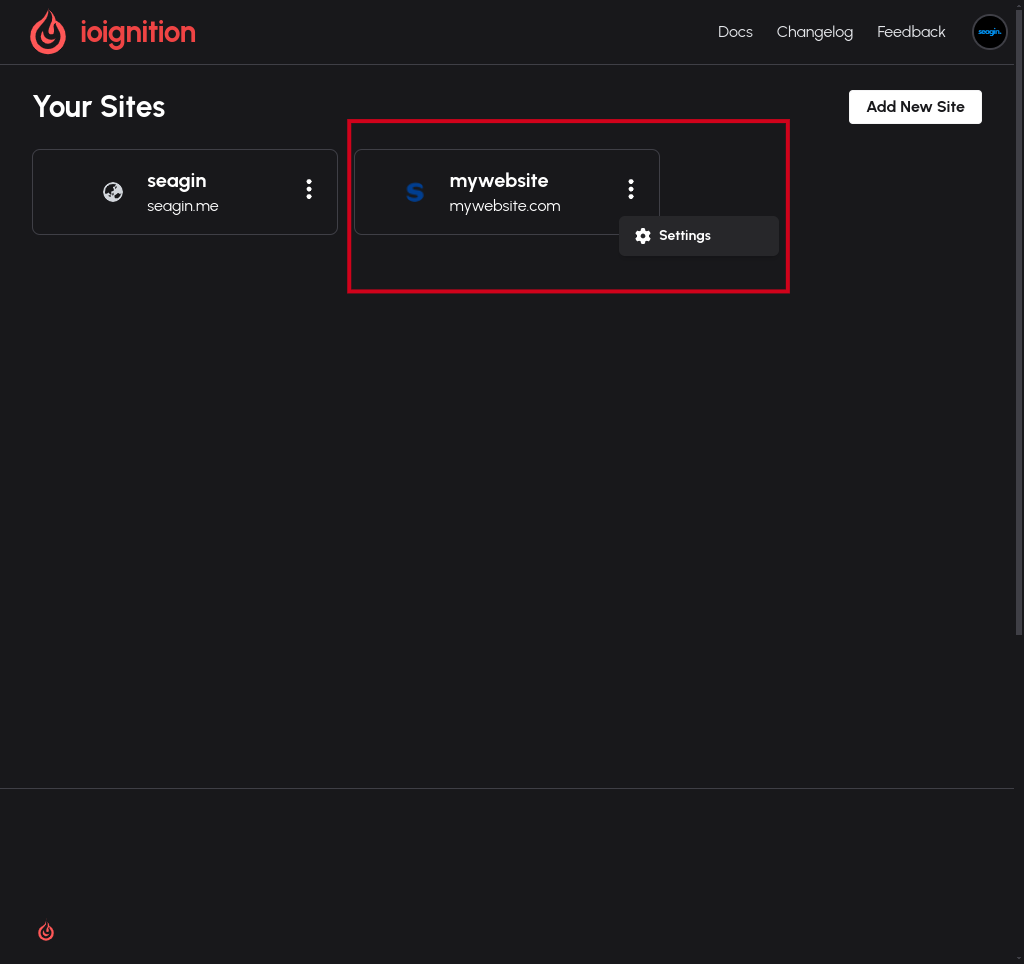 ioignition
Docs
Changelog
Feedback
seagin.
Your Sites
Add New Site
seagin
seagin.me
s
mywebsite
mywebsite.com
Settings